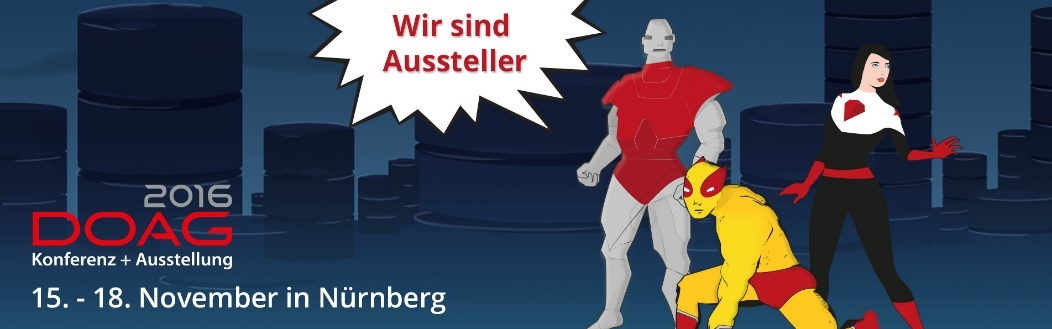 Wir sind
Aussteller
2016
DOAG
Konferenz + Ausstellung
15. - 18. November in Nürnberg